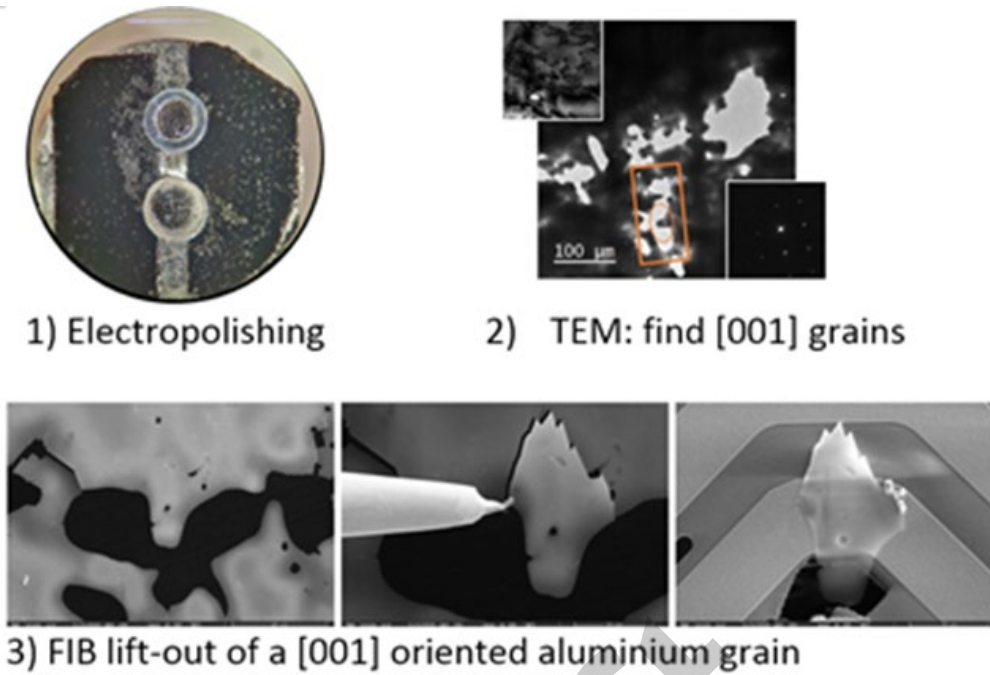 100 µm
1) Electropolishing
2) TEM: find [001] grains
3) FIB lift-out of a [001] oriented aluminium grain